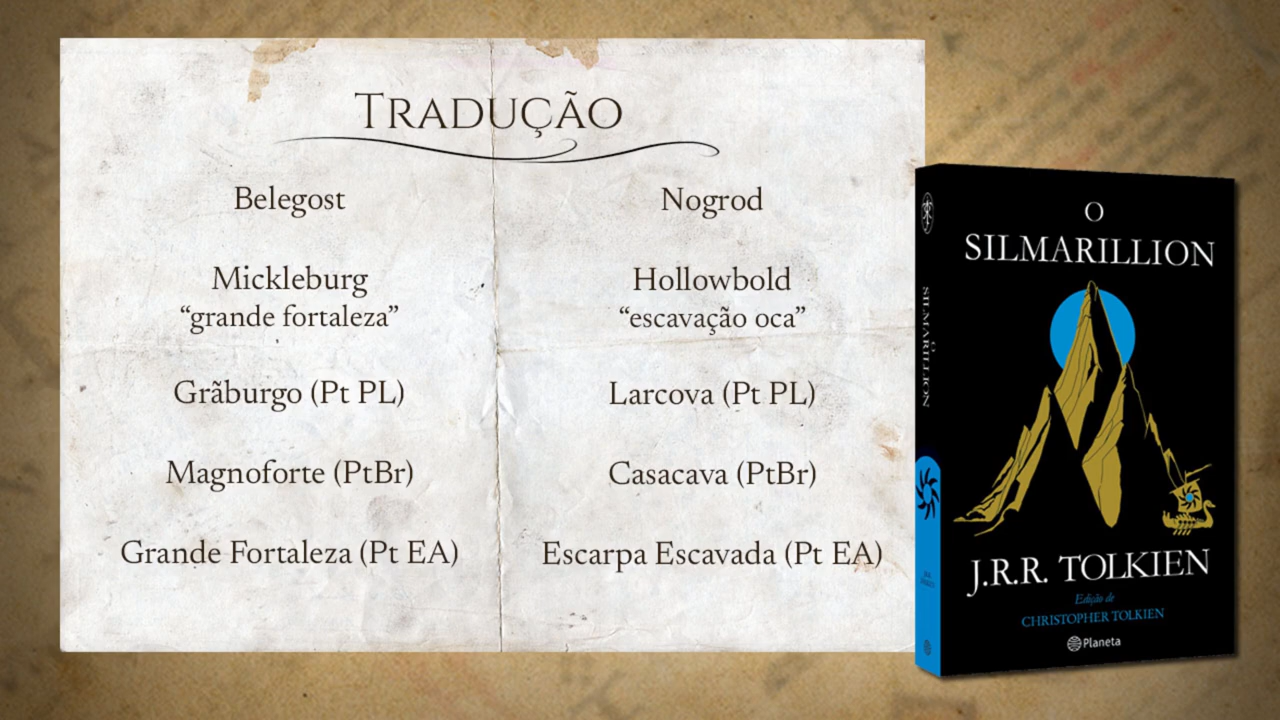 TRADUÇÃO
Belegost
Mickleburg
“grande fortaleza”
Grãburgo (Pt PL)
Magnoforte (PtBr)
Grande Fortaleza (Pt EA)
Nogrod
Hollowbold
“escavação oca”
Larcova (Pt PL)
Casacava (PtBr)
Escarpa Escavada (Pt EA)
O
SILMARILLION
J.R.R. TOLKIEN
Edição de
CHRISTOPHER TOLKIEN
Planeta
O
SILMARILLION